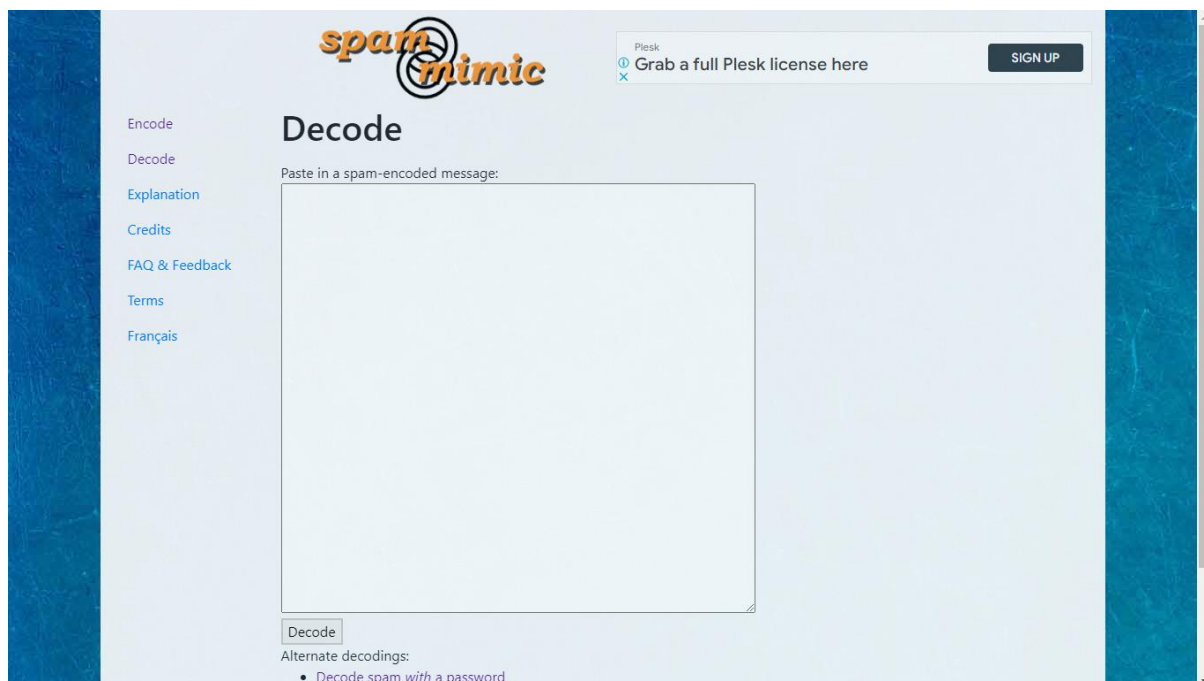 spam mimic
Plesk
Grab a full Plesk license here
SIGN UP
Encode
Decode
Explanation
Credits
FAQ & Feedback
Terms
Français
Decode
Paste in a spam-encoded message:
Decode
Alternate decodings:
• Decode spam with a password